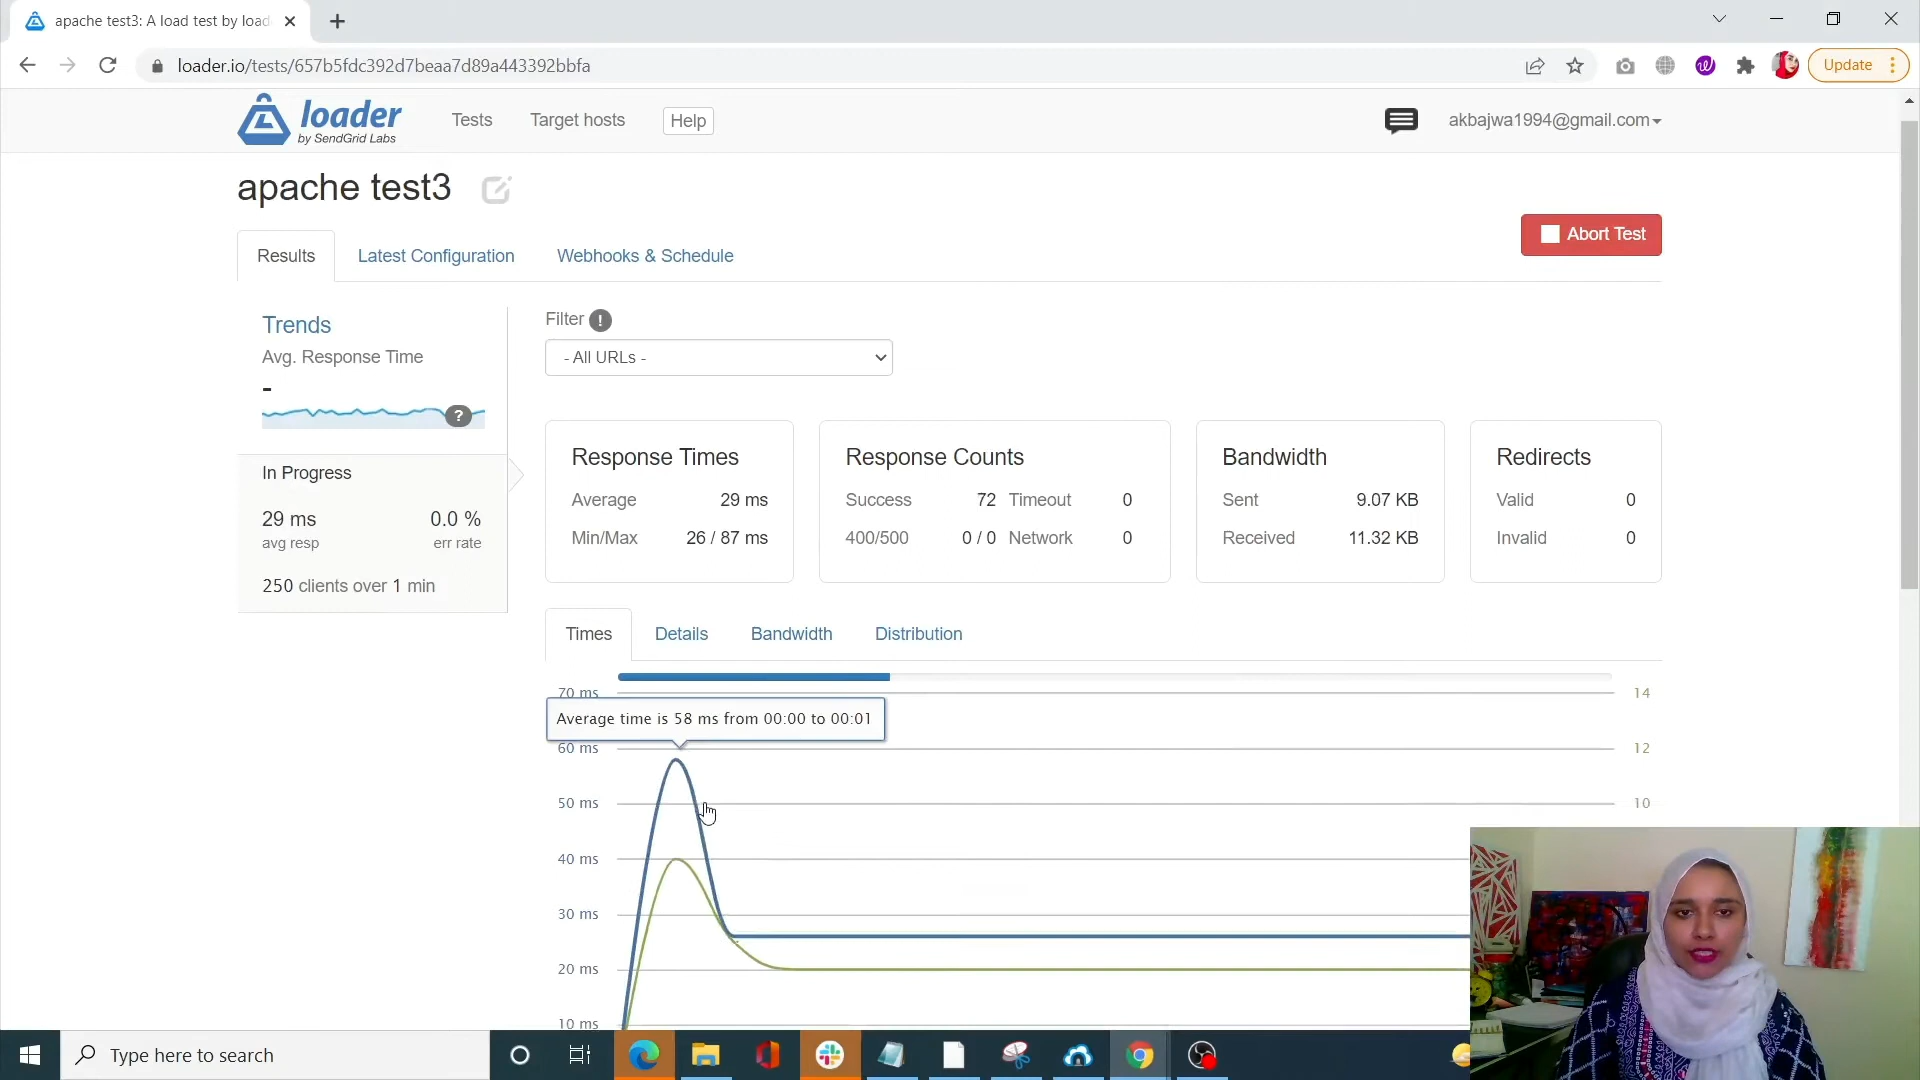 apache test3: A load test by load
loader.io/tests/657b5fdc392d7beaa7d89a443392bbfa
Update
loader
by SendGrid Labs
Tests
Target hosts
Help
akbajwa1994@gmail.com
apache test3
Abort Test
Results
Latest Configuration
Webhooks & Schedule
Trends
Avg. Response Time
-
?
In Progress
29 ms
0.0 %
avg resp
err rate
250 clients over 1 min
Filter !
- All URLs -
Response Times
Average 29 ms
Min/Max 26 / 87 ms
Response Counts
Success 72 Timeout 0
400/500 0 / 0 Network 0
Bandwidth
Sent 9.07 KB
Received 11.32 KB
Redirects
Valid 0
Invalid 0
Times
Details
Bandwidth
Distribution
70 ms 14
Average time is 58 ms from 00:00 to 00:01
60 ms 12
50 ms 10
40 ms
30 ms
20 ms
10 ms
Type here to search